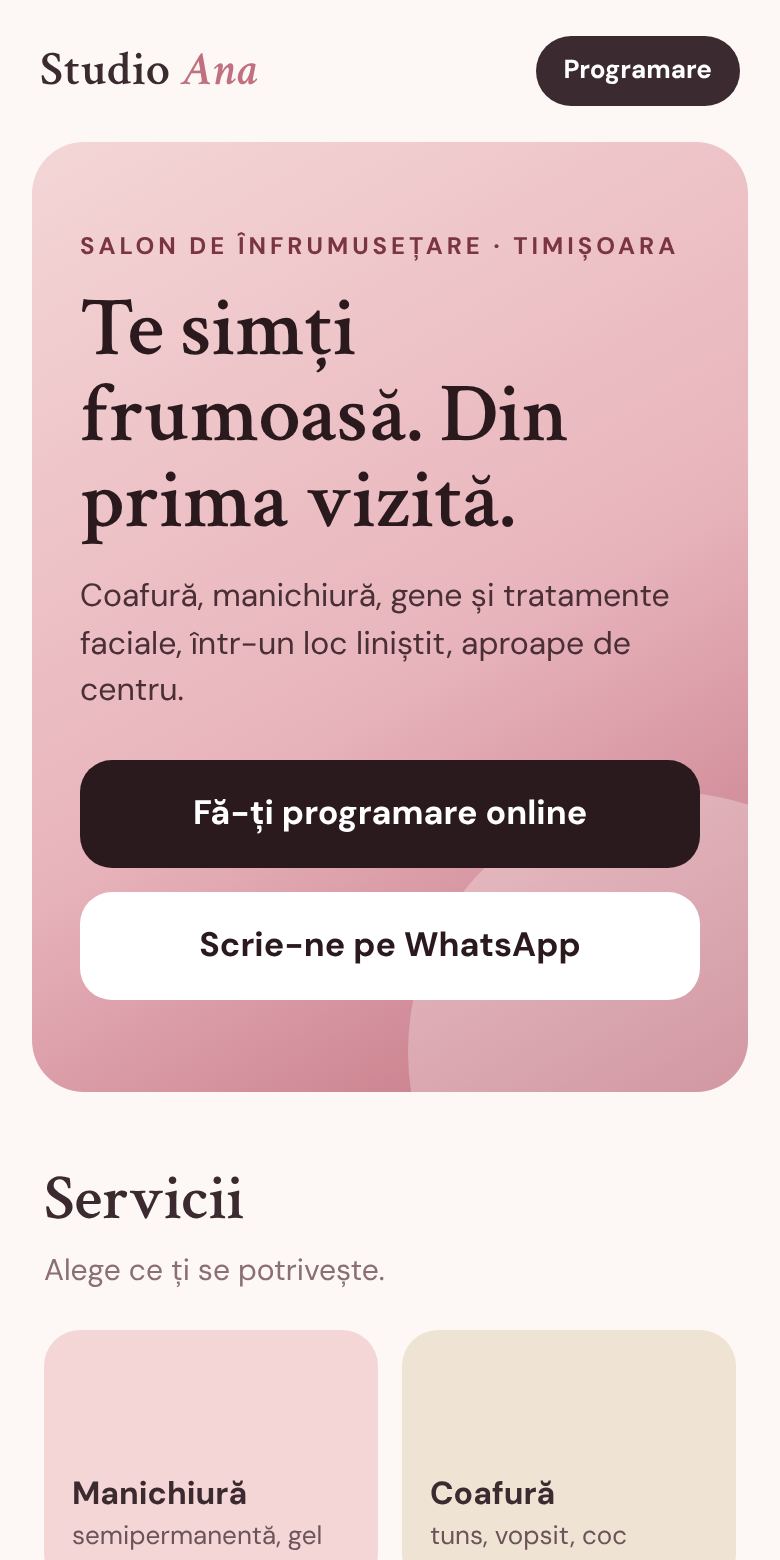 Studio Ana
Programare
SALON DE ÎNFRUMUSEȚARE · TIMIȘOARA
Te simți
frumoasă. Din
prima vizită.
Coafură, manichiură, gene și tratamente
faciale, într-un loc liniștit, aproape de
centru.
Fă-ți programare online
Scrie-ne pe WhatsApp
Servicii
Alege ce ți se potrivește.
Manichiură
semipermanentă, gel
Coafură
tuns, vopsit, coc